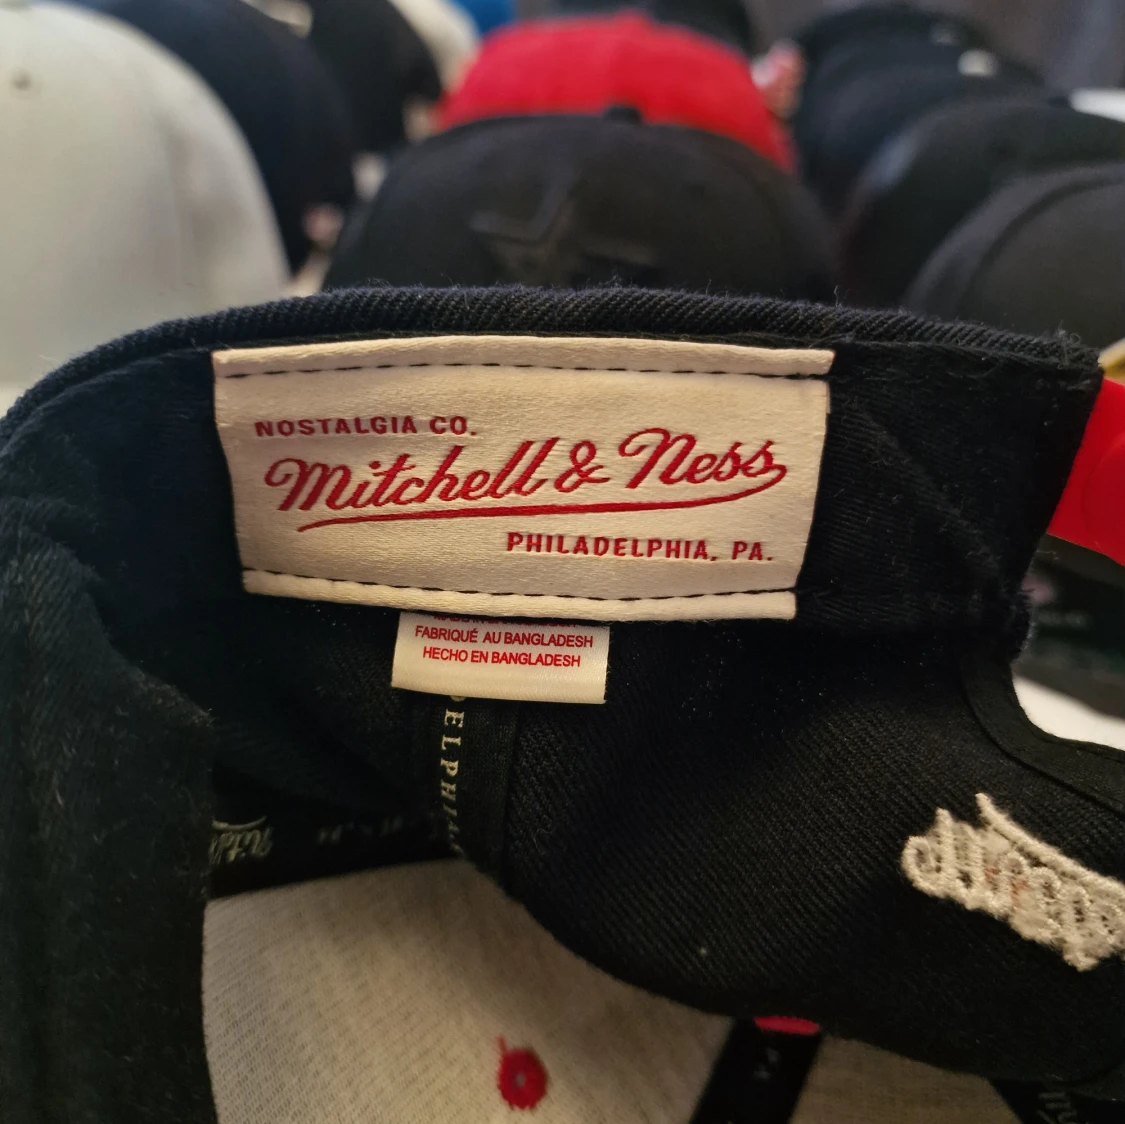 NOSTALGIA CO.
Mitchell & Ness
PHILADELPHIA, PA.
FABRIQUÉ AU BANGLADESH
HECHO EN BANGLADESH